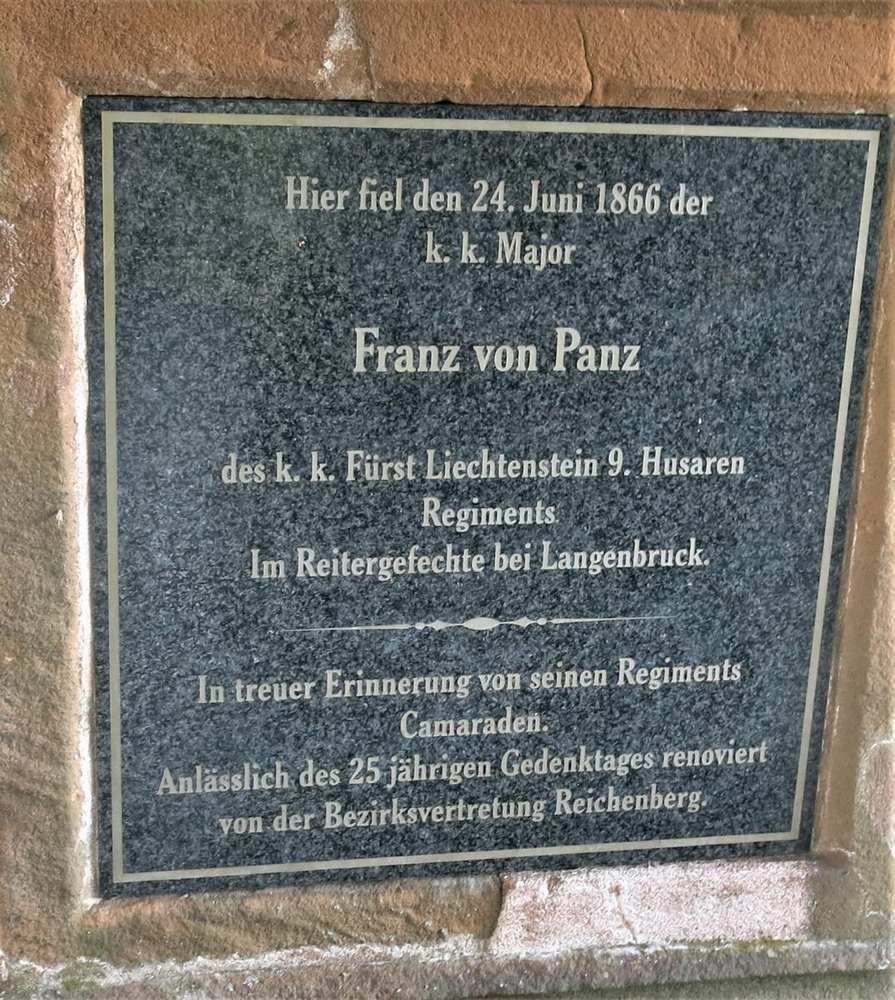 Hier fiel den 24. Juni 1866 der
k. k. Major
Franz von Panz
des k. k. Fürst Liechtenstein 9. Husaren
Regiments
Im Reitergefechte bei Langenbruck.
In treuer Erinnerung von seinen Regiments
Camaraden.
Anlässlich des 25 jährigen Gedenktages renoviert
von der Bezirksvertretung Reichenberg.